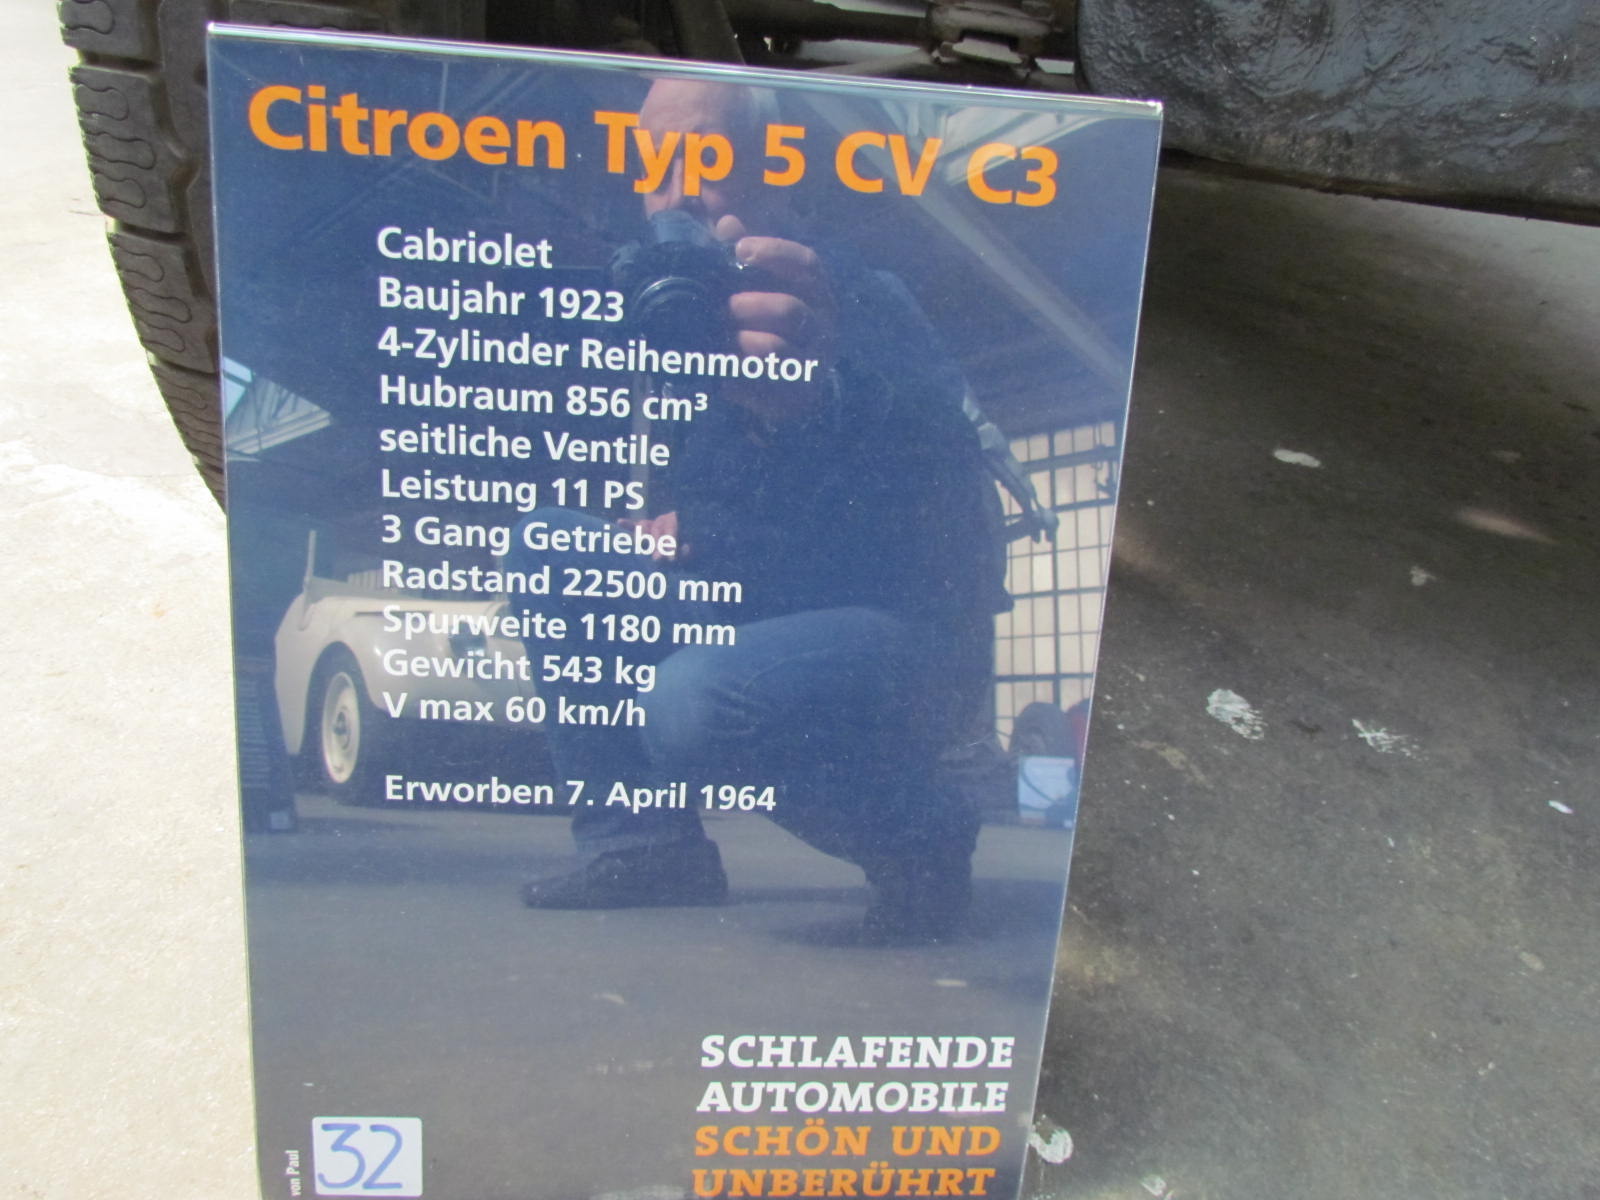 Citroen Typ 5 CV C3
Cabriolet
Baujahr 1923
4-Zylinder Reihenmotor
Hubraum 856 cm³
seitliche Ventile
Leistung 11 PS
3 Gang Getriebe
Radstand 22500 mm
Spurweite 1180 mm
Gewicht 543 kg
V max 60 km/h
Erworben 7. April 1964
SCHLAFENDE
AUTOMOBILE
SCHÖN UND
UNBERÜHRT
32
von Paul